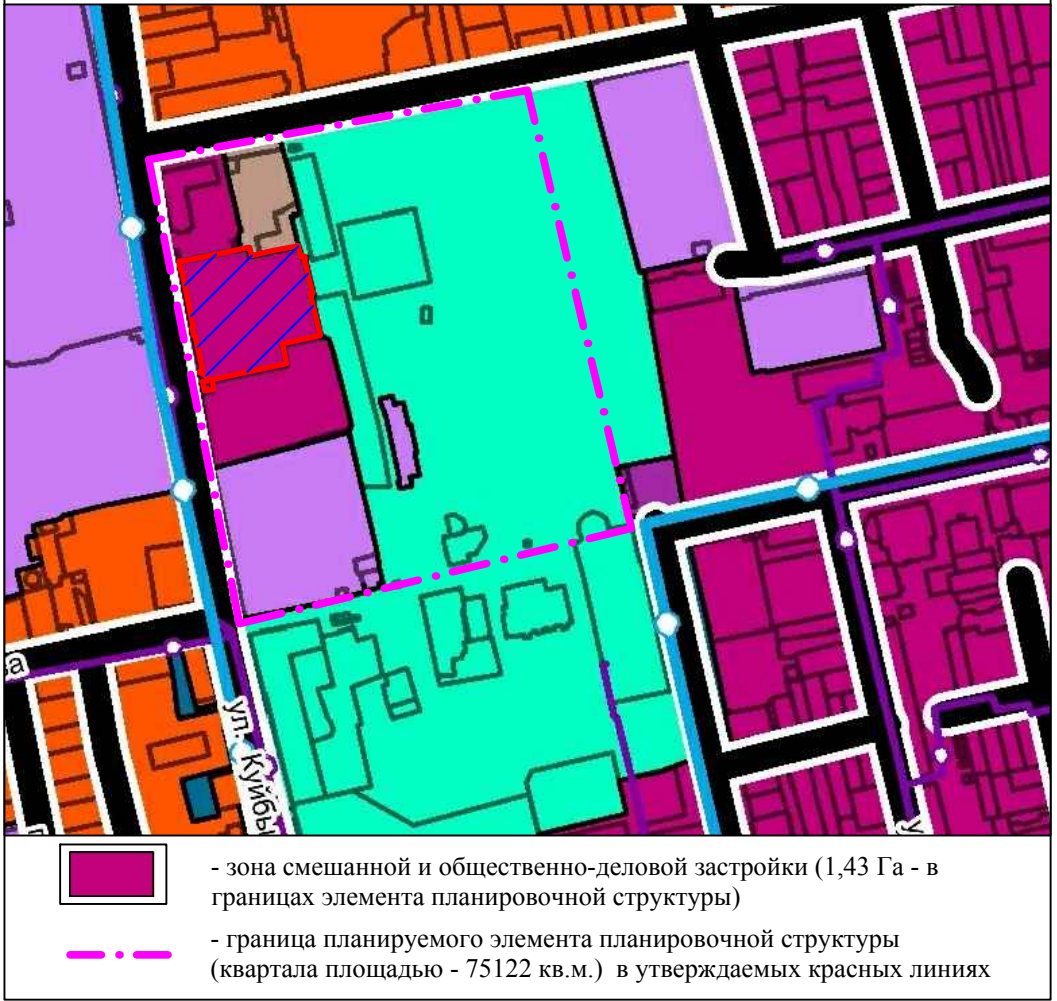 за
ул. Куйбы
у
- зона смешанной и общественно-деловой застройки (1,43 Га - в
границах элемента планировочной структуры)
- граница планируемого элемента планировочной структуры
(квартала площадью - 75122 кв.м.) в утверждаемых красных линиях